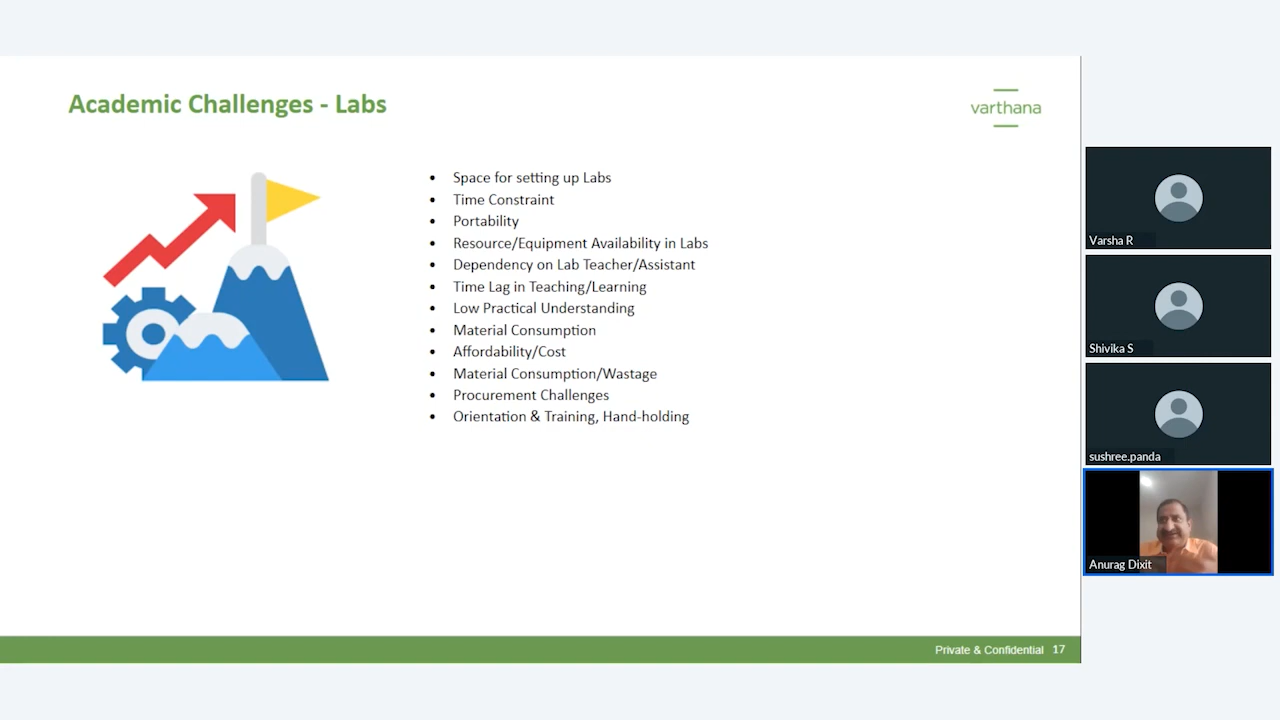 Academic Challenges - Labs
varthana
• Space for setting up Labs
• Time Constraint
• Portability
• Resource/Equipment Availability in Labs
• Dependency on Lab Teacher/Assistant
• Time Lag in Teaching/Learning
• Low Practical Understanding
• Material Consumption
• Affordability/Cost
• Material Consumption/Wastage
• Procurement Challenges
• Orientation & Training, Hand-holding
Varsha R
Shivika S
sushree.panda
Anurag Dixit
Private & Confidential 17